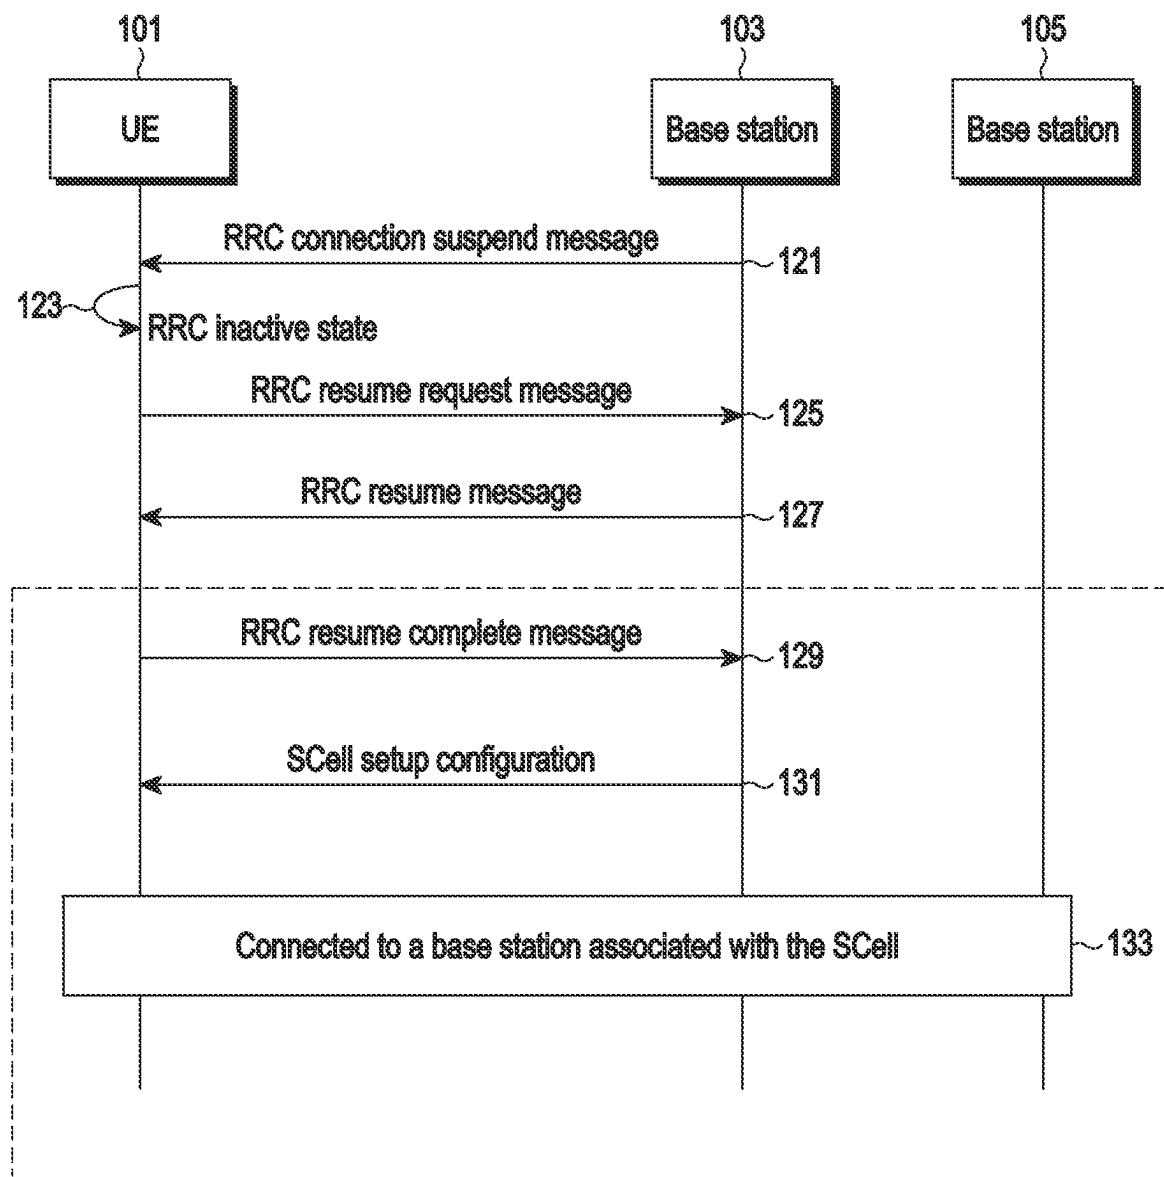 101
103
105
UE
Base station
Base station
RRC connection suspend message
121
123
RRC inactive state
RRC resume request message
125
RRC resume message
127
RRC resume complete message
129
SCell setup configuration
131
Connected to a base station associated with the SCell
133